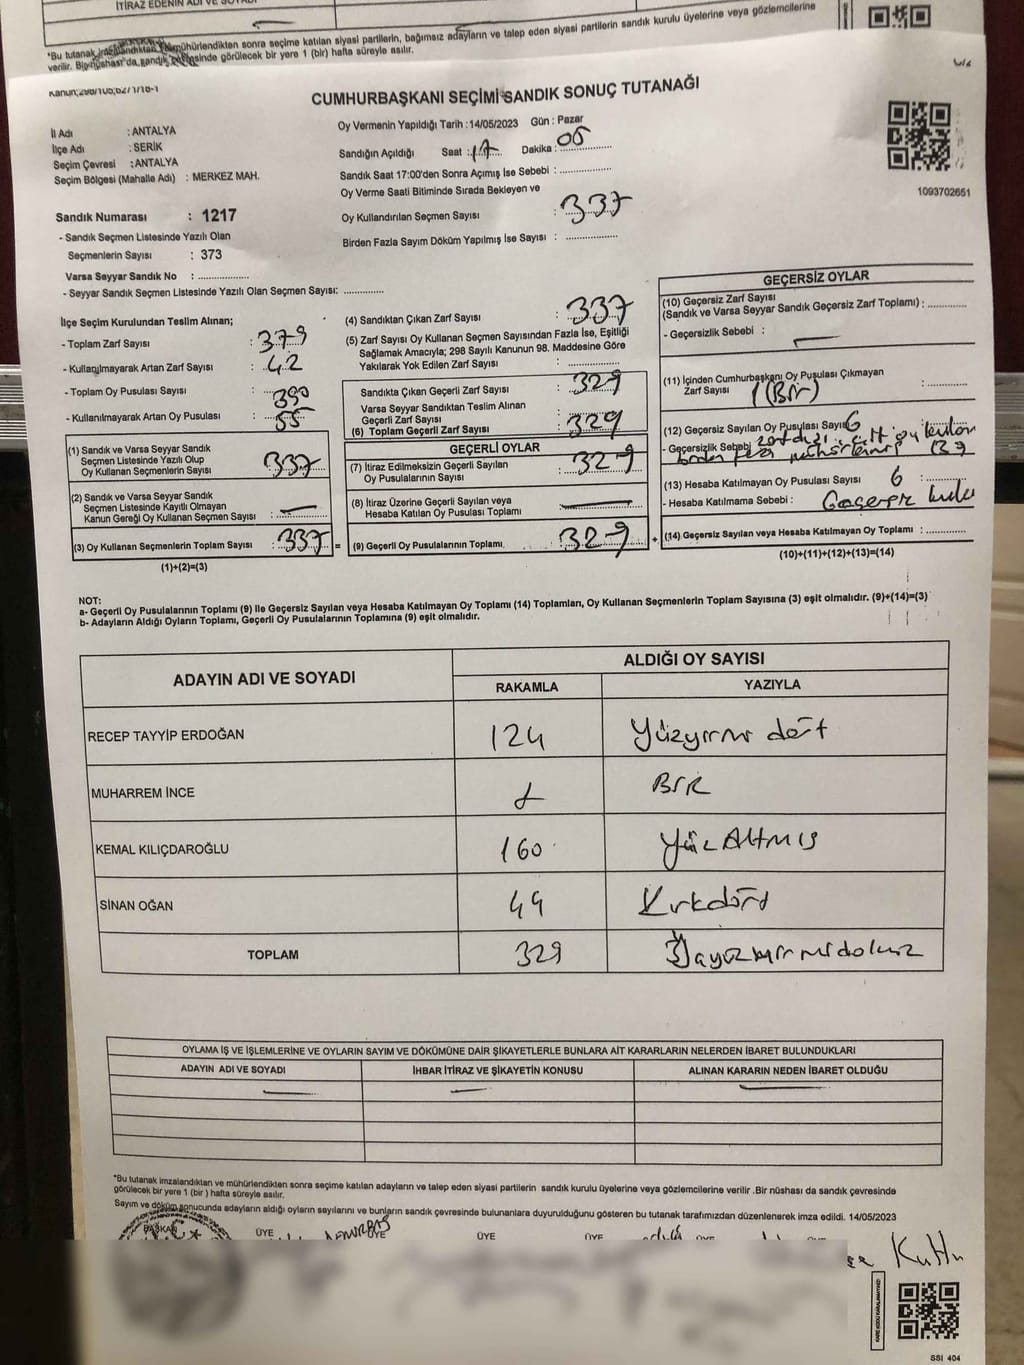 İTİRAZ EDENİN ADI VE SOYADI
*Bu tutanak imzalandıktan mühürlendikten sonra seçime katılan siyasi partilerin, bağımsız adayların ve talep eden siyasi partilerin sandık kurulu üyelerine veya gözlemcilerine
verilir. Bir nüshası da sandık çevresinde görülecek bir yere 1 (bir) hafta süreyle asılır.
CUMHURBAŞKANI SEÇİMİ SANDIK SONUÇ TUTANAĞI
İl Adı : ANTALYA
İlçe Adı : SERİK
Seçim Çevresi : ANTALYA
Seçim Bölgesi (Mahalle Adı) : MERKEZ MAH.
Sandık Numarası : 1217
- Sandık Seçmen Listesinde Yazılı Olan
Seçmenlerin Sayısı : 373
Varsa Seyyar Sandık No : ..................
- Seyyar Sandık Seçmen Listesinde Yazılı Olan Seçmen Sayısı: ..............
Oy Vermenin Yapıldığı Tarih : 14/05/2023 Gün : Pazar
Sandığın Açıldığı Saat : 17 Dakika : 05
Sandık Saat 17:00'den Sonra Açımış İse Sebebi : ..............
Oy Verme Saati Bitiminde Sırada Bekleyen ve
Oy Kullandırılan Seçmen Sayısı : 337
Birden Fazla Sayım Döküm Yapılmış İse Sayısı : ..............
1093702651
İlçe Seçim Kurulundan Teslim Alınan;
- Toplam Zarf Sayısı : 379
- Kullanılmayarak Artan Zarf Sayısı : 42
- Toplam Oy Pusulası Sayısı : 390
- Kullanılmayarak Artan Oy Pusulası : 55
(1) Sandık ve Varsa Seyyar Sandık
Seçmen Listesinde Yazılı Olup
Oy Kullanan Seçmenlerin Sayısı : 337
(2) Sandık ve Varsa Seyyar Sandık
Seçmen Listesinde Kayıtlı Olmayan
Kanun Gereği Oy Kullanan Seçmen Sayısı : —
(3) Oy Kullanan Seçmenlerin Toplam Sayısı : 337 =
(1)+(2)=(3)
(4) Sandıktan Çıkan Zarf Sayısı : 337
(5) Zarf Sayısı Oy Kullanan Seçmen Sayısından Fazla İse, Eşitliği
Sağlamak Amacıyla; 298 Sayılı Kanunun 98. Maddesine Göre
Yakılarak Yok Edilen Zarf Sayısı : ..............
Sandıkta Çıkan Geçerli Zarf Sayısı : 329
Varsa Seyyar Sandıktan Teslim Alınan
Geçerli Zarf Sayısı : ..............
(6) Toplam Geçerli Zarf Sayısı : 329
GEÇERLİ OYLAR
(7) İtiraz Edilmeksizin Geçerli Sayılan
Oy Pusulasının Sayısı : 329
(8) İtiraz Üzerine Geçerli Sayılan veya
Hesaba Katılan Oy Pusulası Toplamı : —
(9) Geçerli Oy Pusulalarının Toplamı : 329 +
GEÇERSİZ OYLAR
(10) Geçersiz Zarf Sayısı
(Sandık ve Varsa Seyyar Sandık Geçersiz Zarf Toplamı) : ..............
- Geçersizlik Sebebi : —
(11) İçinden Cumhurbaşkanı Oy Pusulası Çıkmayan
Zarf Sayısı 1 (Bir) : ..............
(12) Geçersiz Sayılan Oy Pusulası Sayısı 6
- Geçersizlik Sebebi
(13) Hesaba Katılmayan Oy Pusulası Sayısı 6 : ..............
- Hesaba Katılmama Sebebi :
(14) Geçersiz Sayılan veya Hesaba Katılmayan Oy Toplamı : ..............
(10)+(11)+(12)+(13)=(14)
NOT:
a- Geçerli Oy Pusulalarının Toplamı (9) ile Geçersiz Sayılan veya Hesaba Katılmayan Oy Toplamı (14) Toplamları, Oy Kullanan Seçmenlerin Toplam Sayısına (3) eşit olmalıdır. (9)+(14)=(3)
b- Adayların Aldığı Oyların Toplamı, Geçerli Oy Pusulalarının Toplamına (9) eşit olmalıdır.
ADAYIN ADI VE SOYADI ALDIĞI OY SAYISI
RAKAMLA YAZIYLA
RECEP TAYYİP ERDOĞAN 124 Yüzyirmi dört
MUHARREM İNCE 1 BİR
KEMAL KILIÇDAROĞLU 160 Yüz Altmış
SİNAN OĞAN 44 Kırkdört
TOPLAM 329 Üçyüzyirmidokuz
OYLAMA İŞ VE İŞLEMLERİNE VE OYLARIN SAYIM VE DÖKÜMÜNE DAİR ŞİKAYETLERLE BUNLARA AİT KARARLARIN NELERDEN İBARET BULUNDUKLARI
ADAYIN ADI VE SOYADI İHBAR İTİRAZ VE ŞİKAYETİN KONUSU ALINAN KARARIN NEDEN İBARET OLDUĞU
*Bu tutanak imzalandıktan ve mühürlendikten sonra seçime katılan adayların ve talep eden siyasi partilerin sandık kurulu üyelerine veya gözlemcilerine verilir .Bir nüshası da sandık çevresinde
görülecek bir yere 1 (bir ) hafta süreyle asılır.
Sayım ve döküm sonucunda adayların aldığı oyların sayılarını ve bunların sandık çevresinde bulunanlara duyurulduğunu gösteren bu tutanak tarafımızdan düzenlenerek imza edildi. 14/05/2023
BAŞKAN ÜYE ÜYE ÜYE ÜYE ÜYE ÜYE
SSI 404